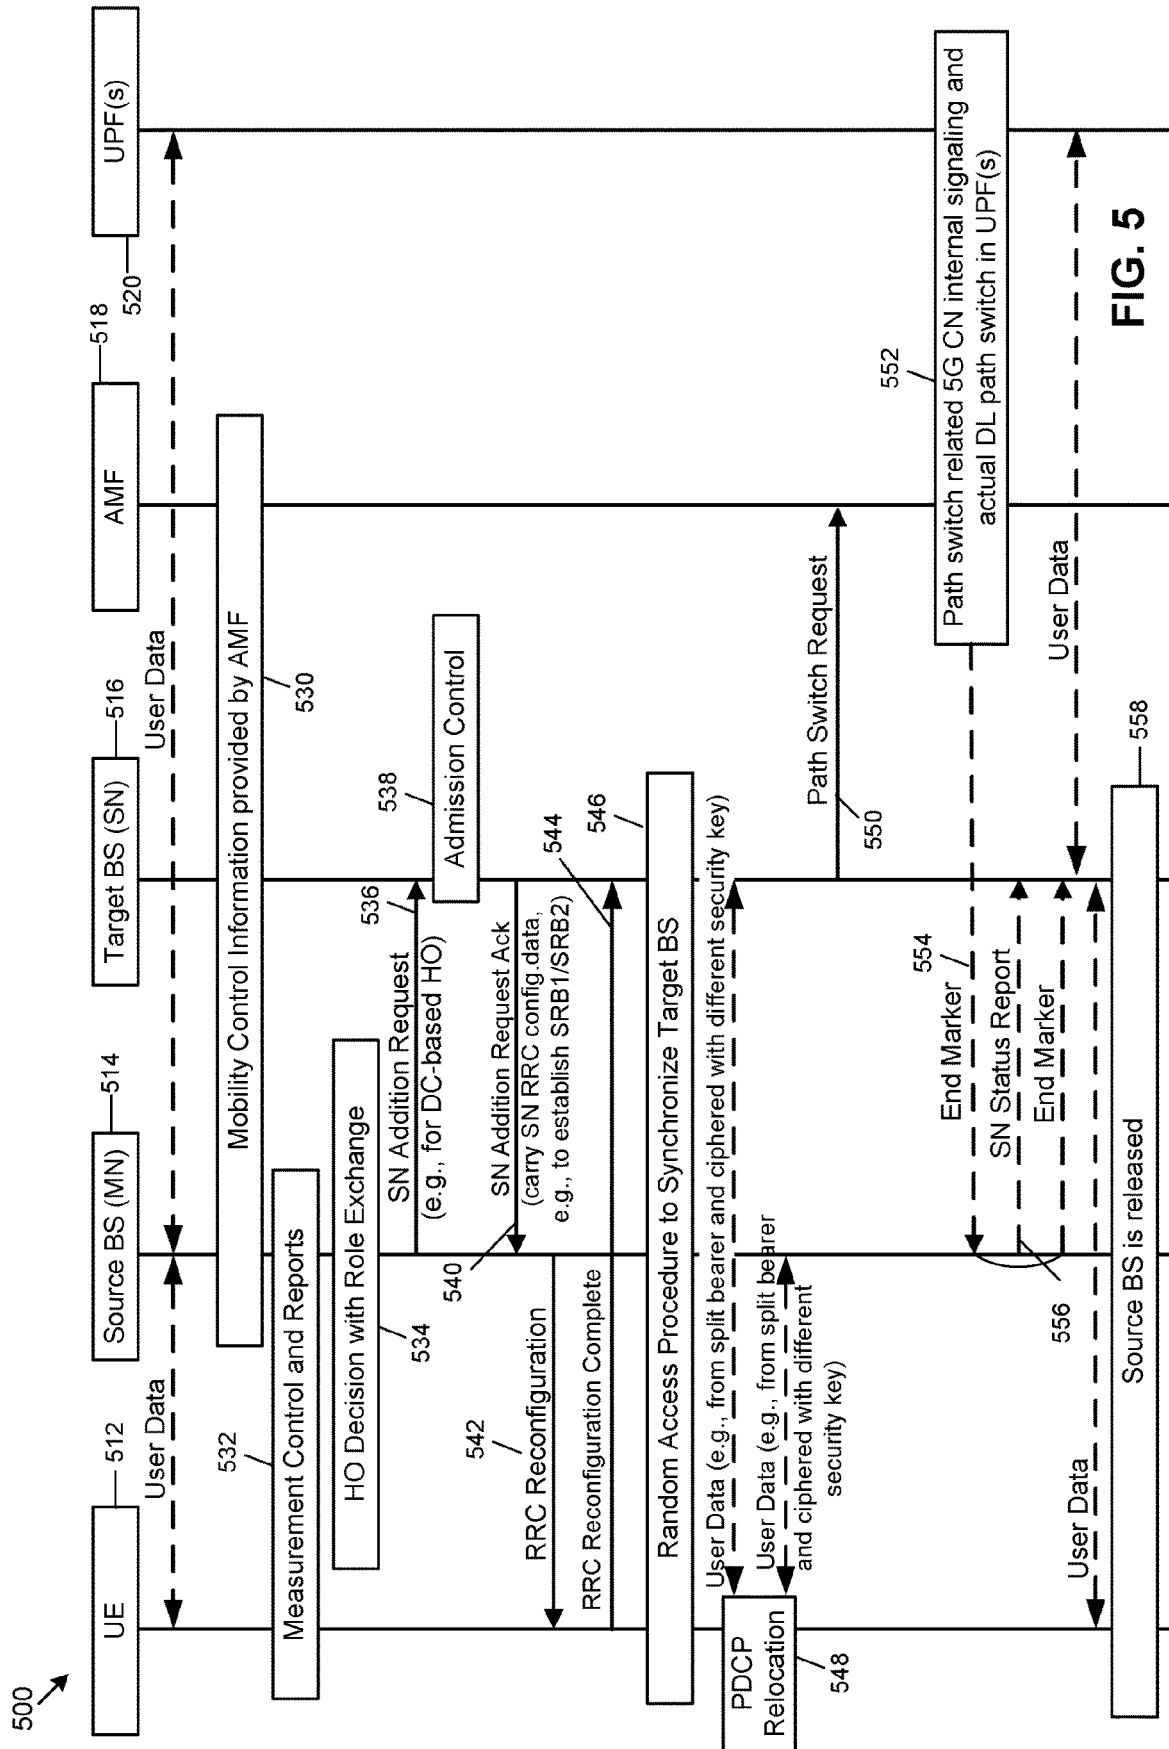 500
UE
512
Source BS (MN)
514
Target BS (SN)
516
AMF
518
UPF(s)
520
User Data
User Data
Mobility Control Information provided by AMF
530
532
Measurement Control and Reports
HO Decision with Role Exchange
534
SN Addition Request
(e.g., for DC-based HO)
536
538
Admission Control
SN Addition Request Ack
(carry SN RRC config.data,
e.g., to establish SRB1/SRB2)
540
RRC Reconfiguration
542
RRC Reconfiguration Complete
544
Random Access Procedure to Synchronize Target BS
546
User Data (e.g., from split bearer and ciphered with different security key)
PDCP
Relocation
548
User Data (e.g., from split bearer
and ciphered with different
security key)
Path Switch Request
550
552
Path switch related 5G CN internal signaling and
actual DL path switch in UPF(s)
End Marker
554
SN Status Report
End Marker
556
User Data
User Data
Source BS is released
558
FIG. 5